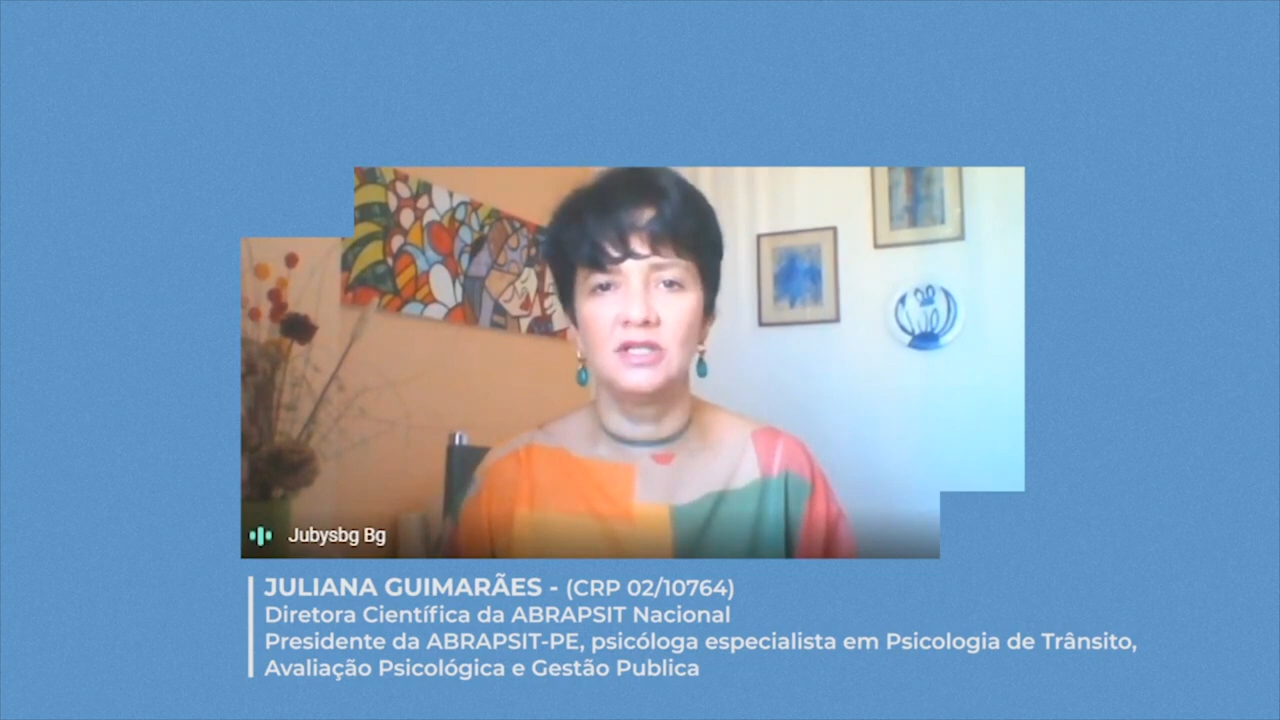 Jubysbg Bg
JULIANA GUIMARÃES - (CRP 02/10764)
Diretora Científica da ABRAPSIT Nacional
Presidente da ABRAPSIT-PE, psicóloga especialista em Psicologia de Trânsito,
Avaliação Psicológica e Gestão Publica